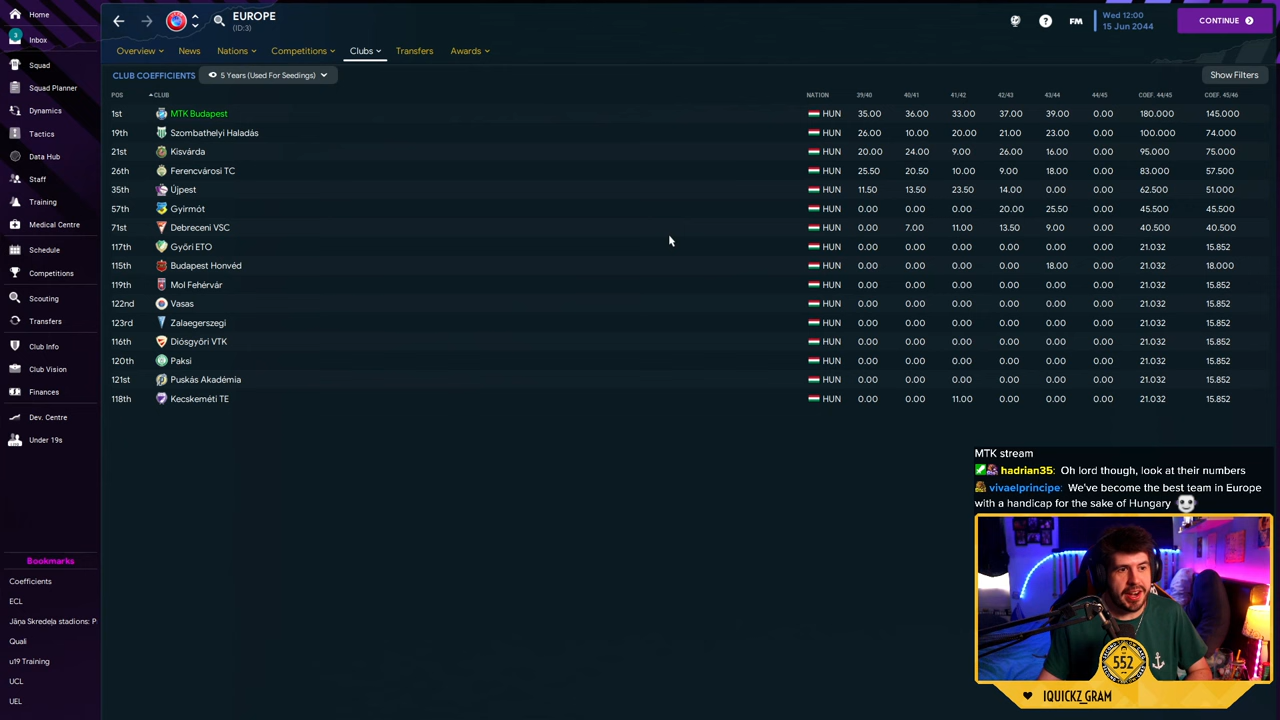 Home
EUROPE
(ID:3)
FM
Wed 12:00
15 Jun 2044
CONTINUE
3
Inbox
Overview
News
Nations
Competitions
Clubs
Transfers
Awards
Squad
CLUB COEFFICIENTS
5 Years (Used For Seedings)
Show Filters
Squad Planner
Dynamics
Tactics
Data Hub
Staff
Training
Medical Centre
Schedule
Competitions
Scouting
Transfers
Club Info
Club Vision
Finances
Dev. Centre
Under 19s
POS CLUB NATION 39/40 40/41 41/42 42/43 43/44 44/45 COEF. 44/45 COEF. 45/46
1st MTK Budapest HUN 35.00 36.00 33.00 37.00 39.00 0.00 180.000 145.000
19th Szombathelyi Haladás HUN 26.00 10.00 20.00 21.00 23.00 0.00 100.000 74.000
21st Kisvárda HUN 20.00 24.00 9.00 26.00 16.00 0.00 95.000 75.000
26th Ferencvárosi TC HUN 25.50 20.50 10.00 9.00 18.00 0.00 83.000 57.500
35th Újpest HUN 11.50 13.50 23.50 14.00 0.00 0.00 62.500 51.000
57th Gyirmót HUN 0.00 0.00 0.00 20.00 25.50 0.00 45.500 45.500
71st Debreceni VSC HUN 0.00 7.00 11.00 13.50 9.00 0.00 40.500 40.500
117th Győri ETO HUN 0.00 0.00 0.00 0.00 0.00 0.00 21.032 15.852
115th Budapest Honvéd HUN 0.00 0.00 0.00 0.00 18.00 0.00 21.032 18.000
119th Mol Fehérvár HUN 0.00 0.00 0.00 0.00 0.00 0.00 21.032 15.852
122nd Vasas HUN 0.00 0.00 0.00 0.00 0.00 0.00 21.032 15.852
123rd Zalaegerszegi HUN 0.00 0.00 0.00 0.00 0.00 0.00 21.032 15.852
116th Diósgyőri VTK HUN 0.00 0.00 0.00 0.00 0.00 0.00 21.032 15.852
120th Paksi HUN 0.00 0.00 0.00 0.00 0.00 0.00 21.032 15.852
121st Puskás Akadémia HUN 0.00 0.00 0.00 0.00 0.00 0.00 21.032 15.852
118th Kecskeméti TE HUN 0.00 0.00 11.00 0.00 0.00 0.00 21.032 15.852
Bookmarks
Coefficients
ECL
Jāņa Skredeļa stadions: P
Quali
u19 Training
UCL
UEL
MTK stream
hadrian35: Oh lord though, look at their numbers
vivaelprincipe: We've become the best team in Europe
with a handicap for the sake of Hungary
552
IQUICKZ_GRAM